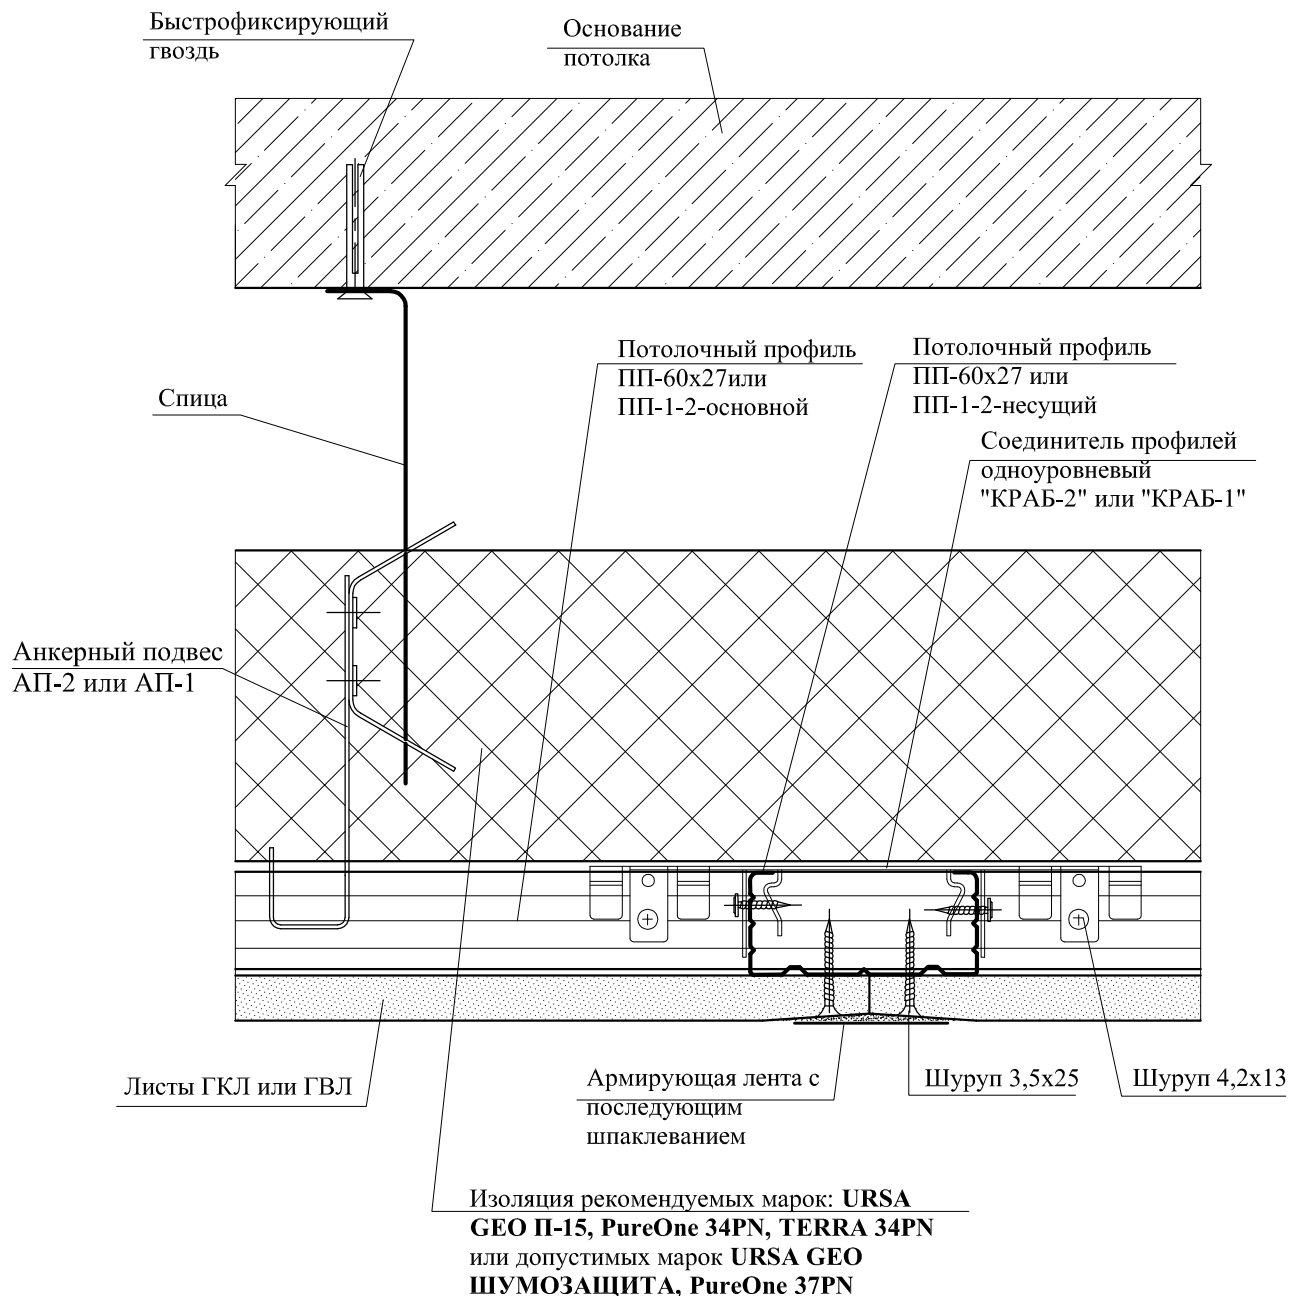 Быстрофиксирующий
гвоздь
Основание
потолка
Потолочный профиль
ПП-60х27или
ПП-1-2-основной
Потолочный профиль
ПП-60х27 или
ПП-1-2-несущий
Спица
Соединитель профилей
одноуровневый
"КРАБ-2" или "КРАБ-1"
Анкерный подвес
АП-2 или АП-1
Листы ГКЛ или ГВЛ
Армирующая лента с
последующим
шпаклеванием
Шуруп 3,5х25
Шуруп 4,2х13
Изоляция рекомендуемых марок: URSA
GEO П-15, PureOne 34PN, TERRA 34PN
или допустимых марок URSA GEO
ШУМОЗАЩИТА, PureOne 37PN